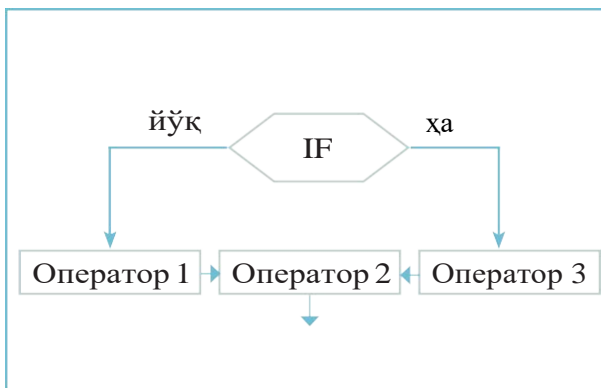 йўқ
ҳа
IF
Оператор 1
Оператор 2
Оператор 3